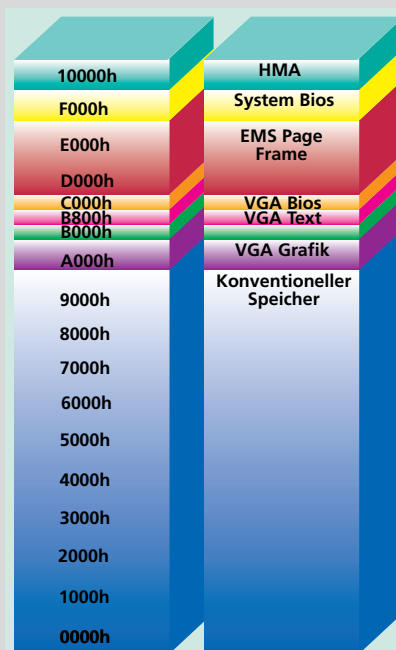 10000h
F000h
E000h
D000h
C000h
B800h
B000h
A000h
9000h
8000h
7000h
6000h
5000h
4000h
3000h
2000h
1000h
0000h
HMA
System Bios
EMS Page
Frame
VGA Bios
VGA Text
VGA Grafik
Konventioneller
Speicher